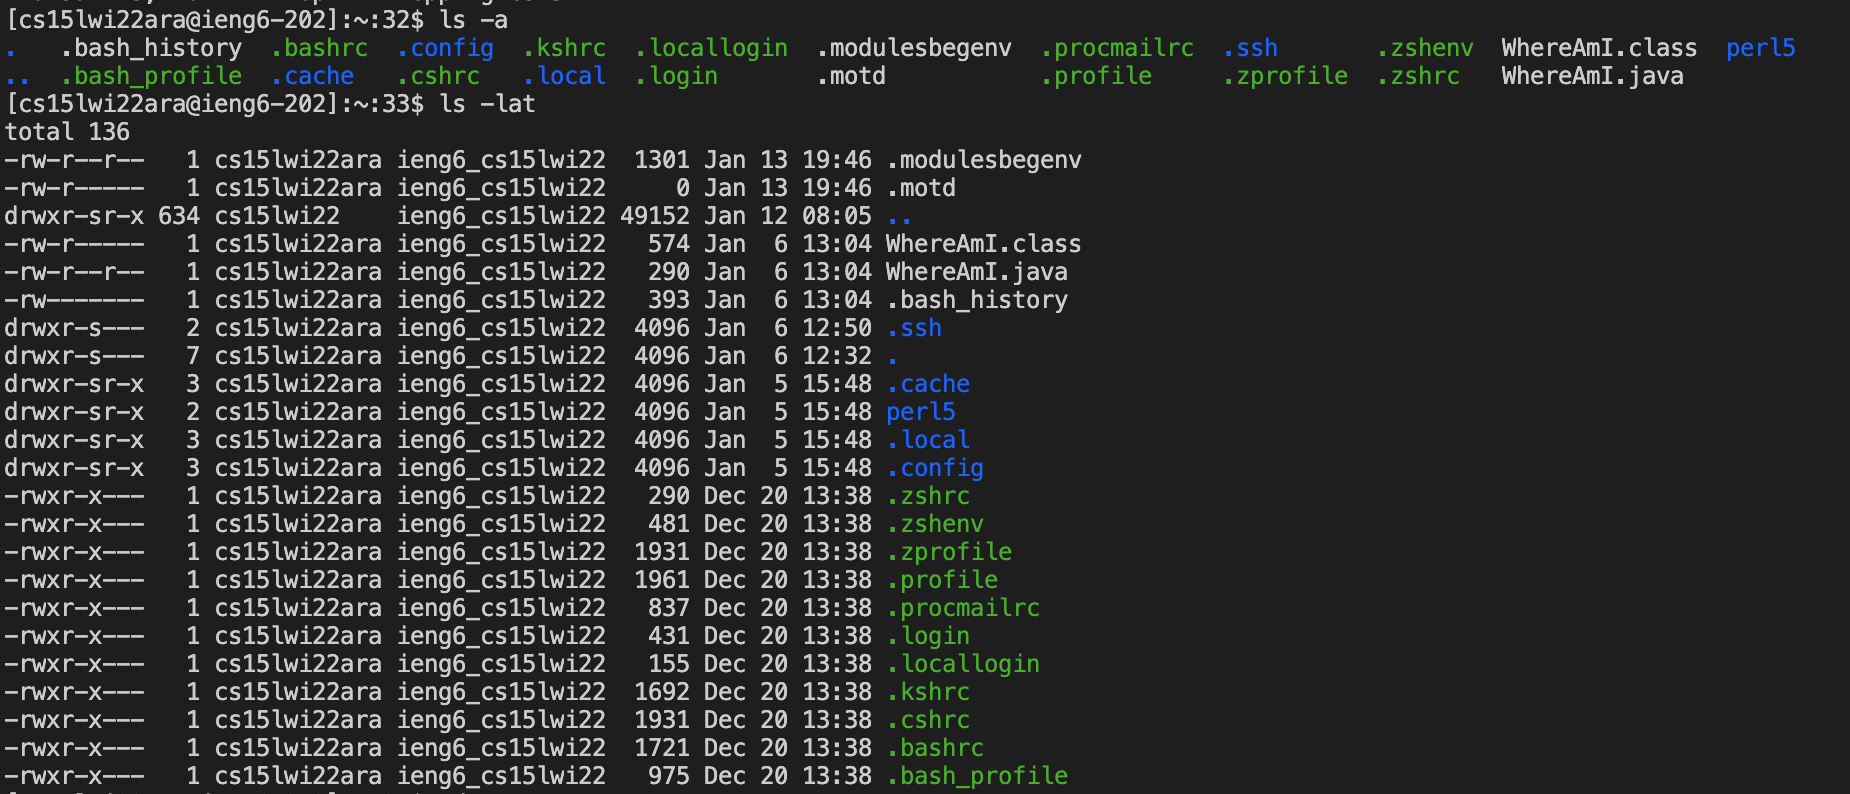 [cs15lwi22ara@ieng6-202]:~:32$ ls -a
.   .bash_history  .bashrc  .config  .kshrc  .locallogin  .modulesbegenv  .procmailrc  .ssh       .zshenv  WhereAmI.class  perl5
..  .bash_profile  .cache   .cshrc   .local  .login       .motd           .profile     .zprofile  .zshrc   WhereAmI.java
[cs15lwi22ara@ieng6-202]:~:33$ ls -lat
total 136
-rw-r--r--   1 cs15lwi22ara ieng6_cs15lwi22  1301 Jan 13 19:46 .modulesbegenv
-rw-r-----   1 cs15lwi22ara ieng6_cs15lwi22     0 Jan 13 19:46 .motd
drwxr-sr-x 634 cs15lwi22    ieng6_cs15lwi22 49152 Jan 12 08:05 ..
-rw-r-----   1 cs15lwi22ara ieng6_cs15lwi22   574 Jan  6 13:04 WhereAmI.class
-rw-r--r--   1 cs15lwi22ara ieng6_cs15lwi22   290 Jan  6 13:04 WhereAmI.java
-rw-------   1 cs15lwi22ara ieng6_cs15lwi22   393 Jan  6 13:04 .bash_history
drwxr-s---   2 cs15lwi22ara ieng6_cs15lwi22  4096 Jan  6 12:50 .ssh
drwxr-s---   7 cs15lwi22ara ieng6_cs15lwi22  4096 Jan  6 12:32 .
drwxr-sr-x   3 cs15lwi22ara ieng6_cs15lwi22  4096 Jan  5 15:48 .cache
drwxr-sr-x   2 cs15lwi22ara ieng6_cs15lwi22  4096 Jan  5 15:48 perl5
drwxr-sr-x   3 cs15lwi22ara ieng6_cs15lwi22  4096 Jan  5 15:48 .local
drwxr-sr-x   3 cs15lwi22ara ieng6_cs15lwi22  4096 Jan  5 15:48 .config
-rwxr-x---   1 cs15lwi22ara ieng6_cs15lwi22   290 Dec 20 13:38 .zshrc
-rwxr-x---   1 cs15lwi22ara ieng6_cs15lwi22   481 Dec 20 13:38 .zshenv
-rwxr-x---   1 cs15lwi22ara ieng6_cs15lwi22  1931 Dec 20 13:38 .zprofile
-rwxr-x---   1 cs15lwi22ara ieng6_cs15lwi22  1961 Dec 20 13:38 .profile
-rwxr-x---   1 cs15lwi22ara ieng6_cs15lwi22   837 Dec 20 13:38 .procmailrc
-rwxr-x---   1 cs15lwi22ara ieng6_cs15lwi22   431 Dec 20 13:38 .login
-rwxr-x---   1 cs15lwi22ara ieng6_cs15lwi22   155 Dec 20 13:38 .locallogin
-rwxr-x---   1 cs15lwi22ara ieng6_cs15lwi22  1692 Dec 20 13:38 .kshrc
-rwxr-x---   1 cs15lwi22ara ieng6_cs15lwi22  1931 Dec 20 13:38 .cshrc
-rwxr-x---   1 cs15lwi22ara ieng6_cs15lwi22  1721 Dec 20 13:38 .bashrc
-rwxr-x---   1 cs15lwi22ara ieng6_cs15lwi22   975 Dec 20 13:38 .bash_profile